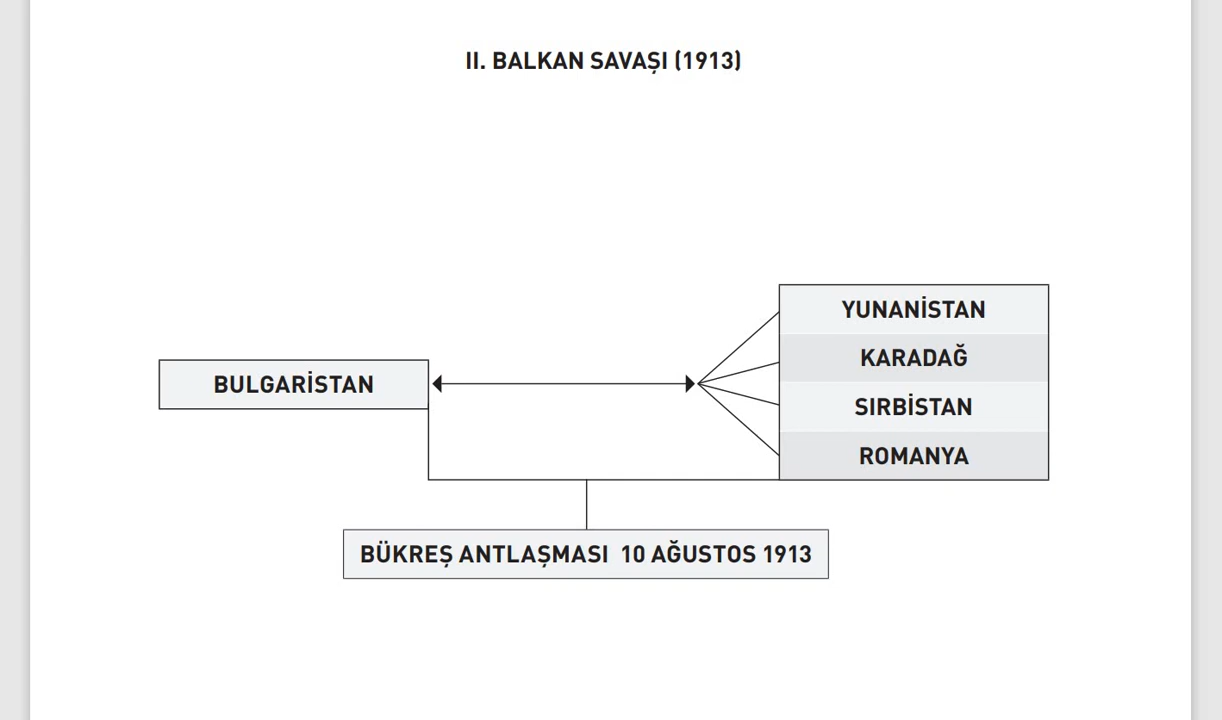 II. BALKAN SAVAŞI (1913)
YUNANİSTAN
KARADAĞ
BULGARİSTAN
SIRBİSTAN
ROMANYA
BÜKREŞ ANTLAŞMASI 10 AĞUSTOS 1913